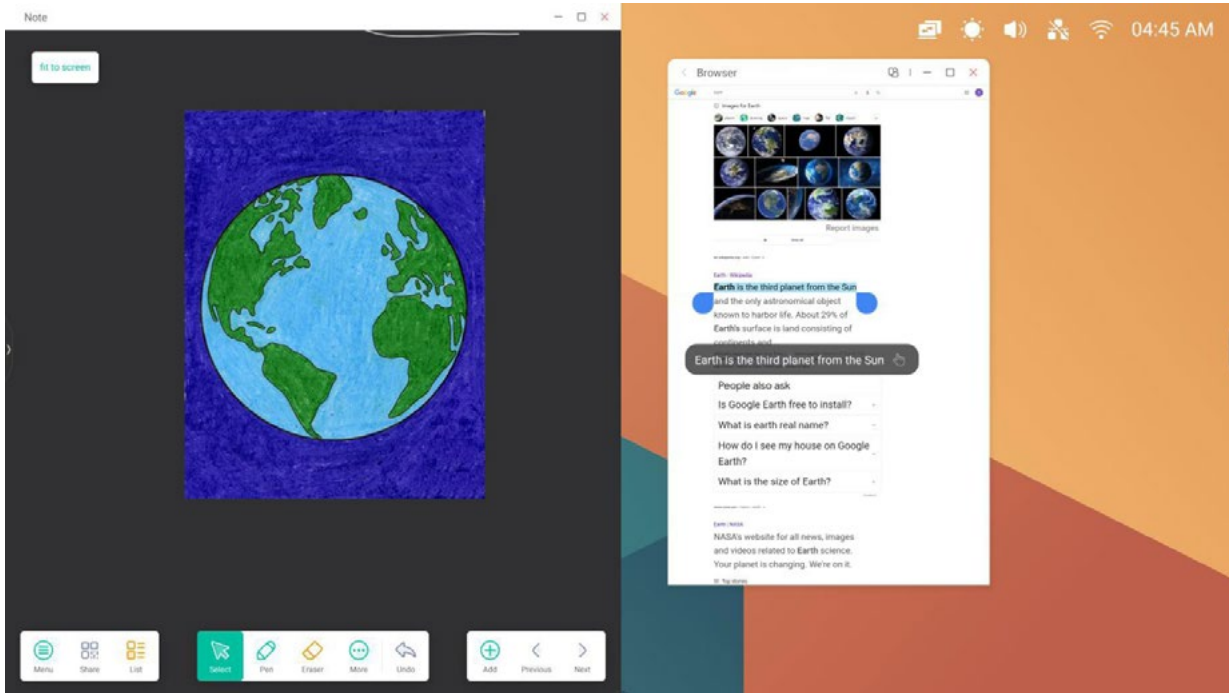 Note
fit to screen
Menu
Share
List
Select
Pen
Eraser
More
Undo
Add
Previous
Next
04:45 AM
Browser
Google
Images for Earth
Report images
Earth - Wikipedia
Earth is the third planet from the Sun
and the only astronomical object
known to harbor life. About 29% of
Earth's surface is land consisting of
continents and
Earth is the third planet from the Sun
People also ask
Is Google Earth free to install?
What is earth real name?
How do I see my house on Google
Earth?
What is the size of Earth?
Earth | NASA
NASA's website for all news, images
and videos related to Earth science.
Your planet is changing. We're on it.
Top stories